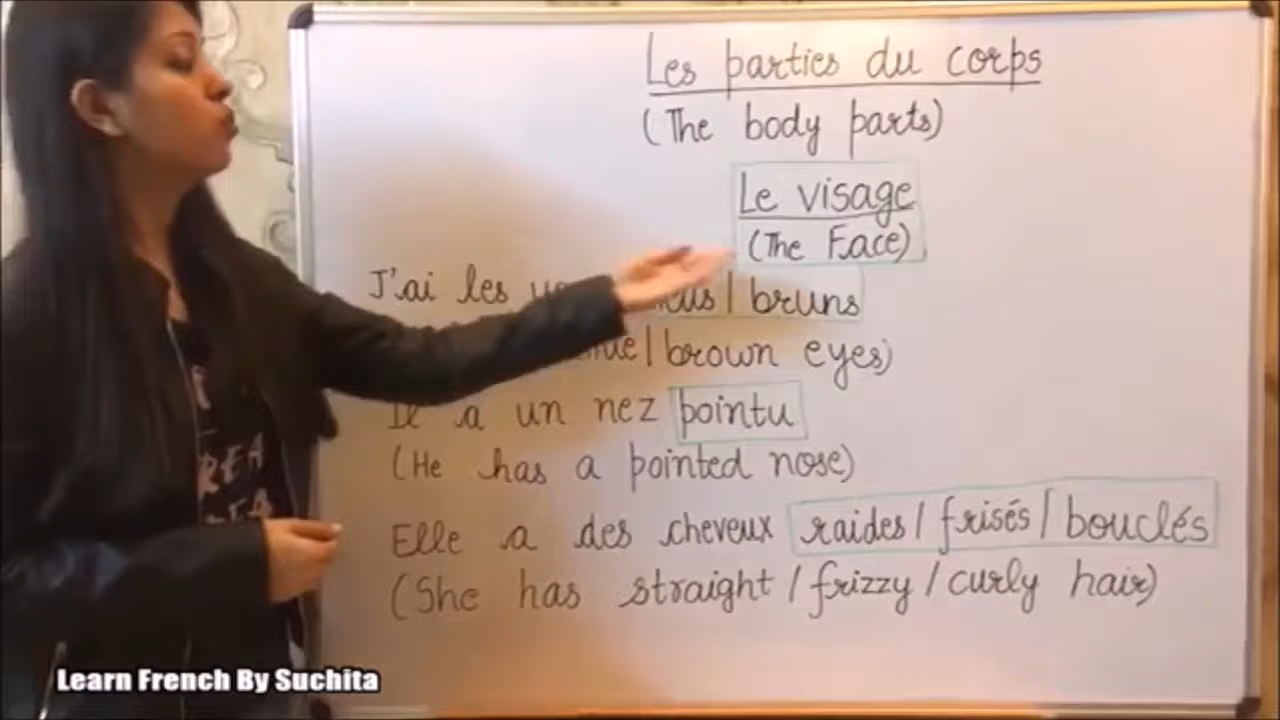 Les parties du corps
(The body parts)
Le visage
(The Face)
J'ai les | bruns
| brown eyes)
Il a un nez pointu
(He has a pointed nose)
Elle a des cheveux raides / frisés / bouclés
(She has straight / frizzy / curly hair)
Learn French By Suchita